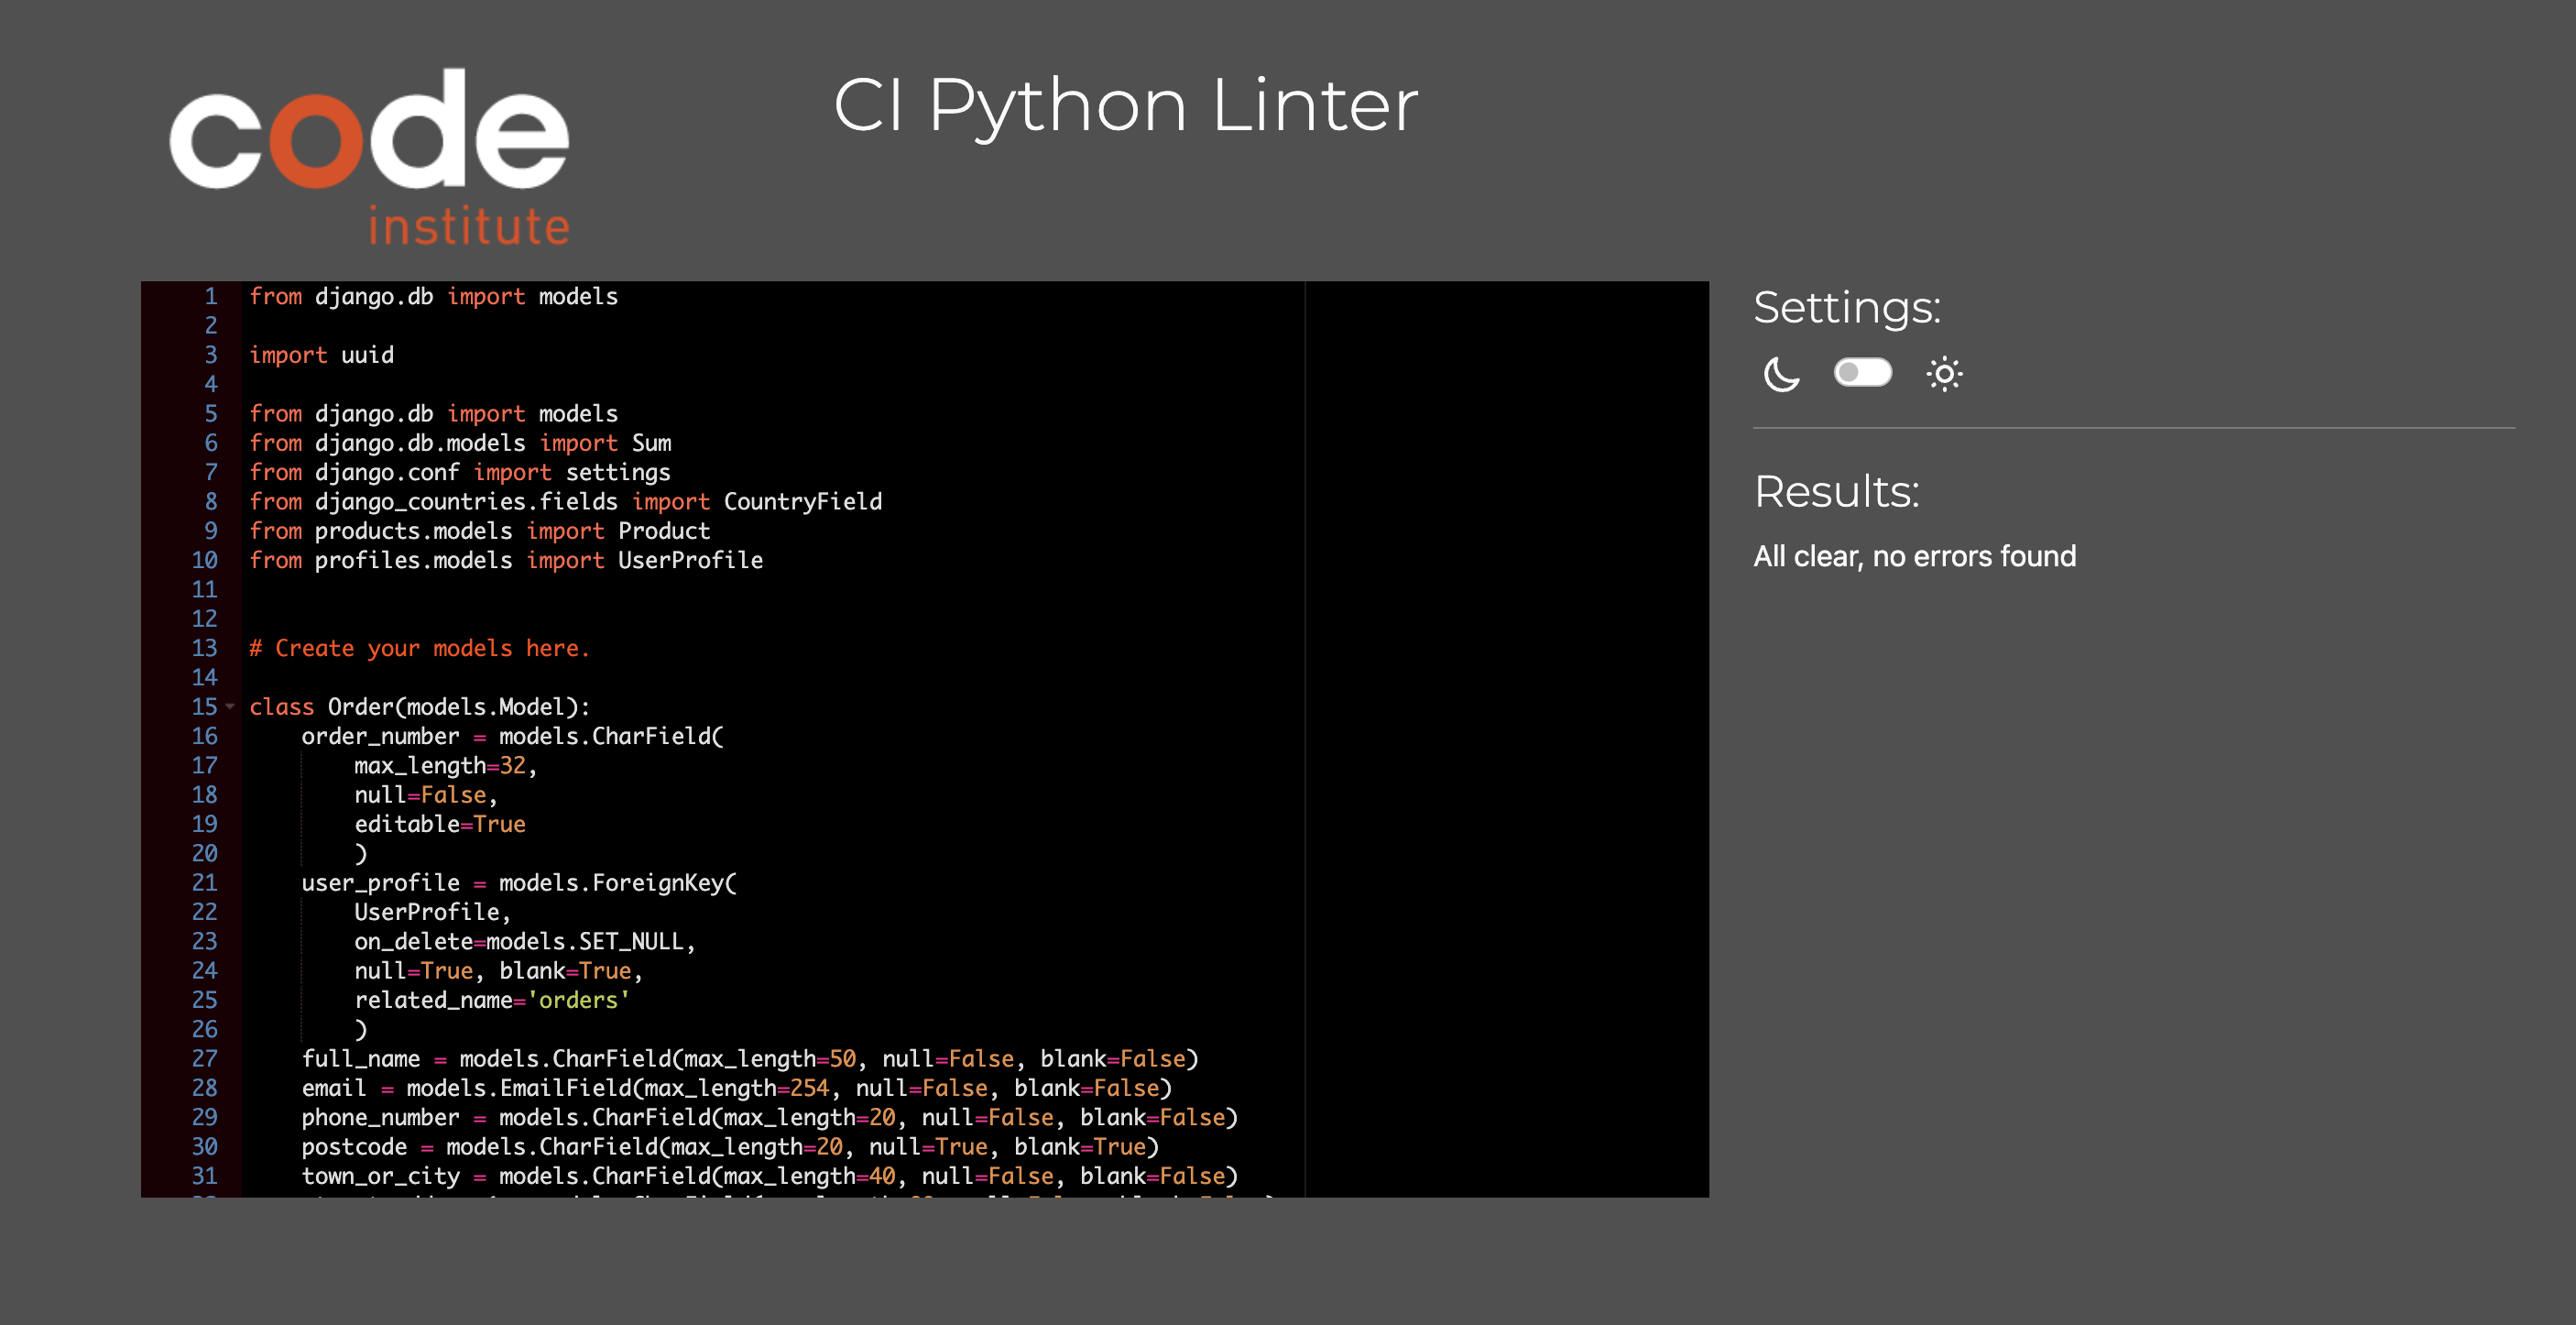 code
institute
CI Python Linter
1 from django.db import models
2
3 import uuid
4
5 from django.db import models
6 from django.db.models import Sum
7 from django.conf import settings
8 from django_countries.fields import CountryField
9 from products.models import Product
10 from profiles.models import UserProfile
11
12
13 # Create your models here.
14
15 class Order(models.Model):
16     order_number = models.CharField(
17         max_length=32,
18         null=False,
19         editable=True
20         )
21     user_profile = models.ForeignKey(
22         UserProfile,
23         on_delete=models.SET_NULL,
24         null=True, blank=True,
25         related_name='orders'
26         )
27     full_name = models.CharField(max_length=50, null=False, blank=False)
28     email = models.EmailField(max_length=254, null=False, blank=False)
29     phone_number = models.CharField(max_length=20, null=False, blank=False)
30     postcode = models.CharField(max_length=20, null=True, blank=True)
31     town_or_city = models.CharField(max_length=40, null=False, blank=False)
Settings:
Results:
All clear, no errors found